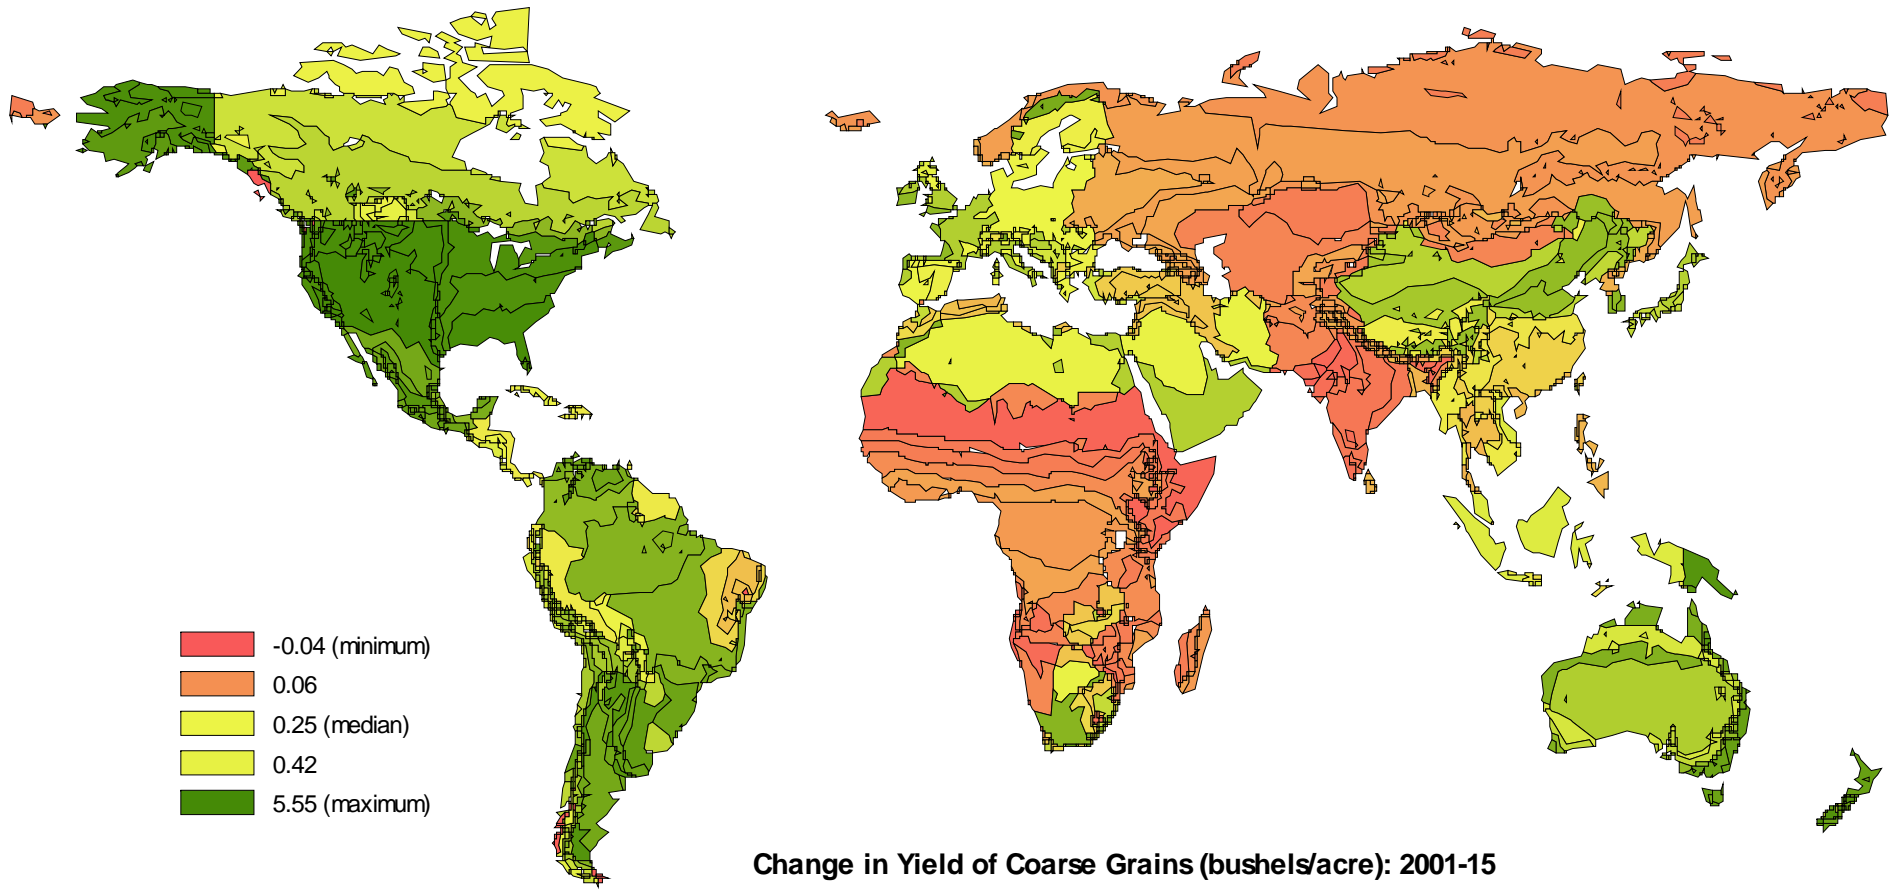 -0.04 (minimum)
0.06
0.25 (median)
0.42
5.55 (maximum)
Change in Yield of Coarse Grains (bushels/acre): 2001-15